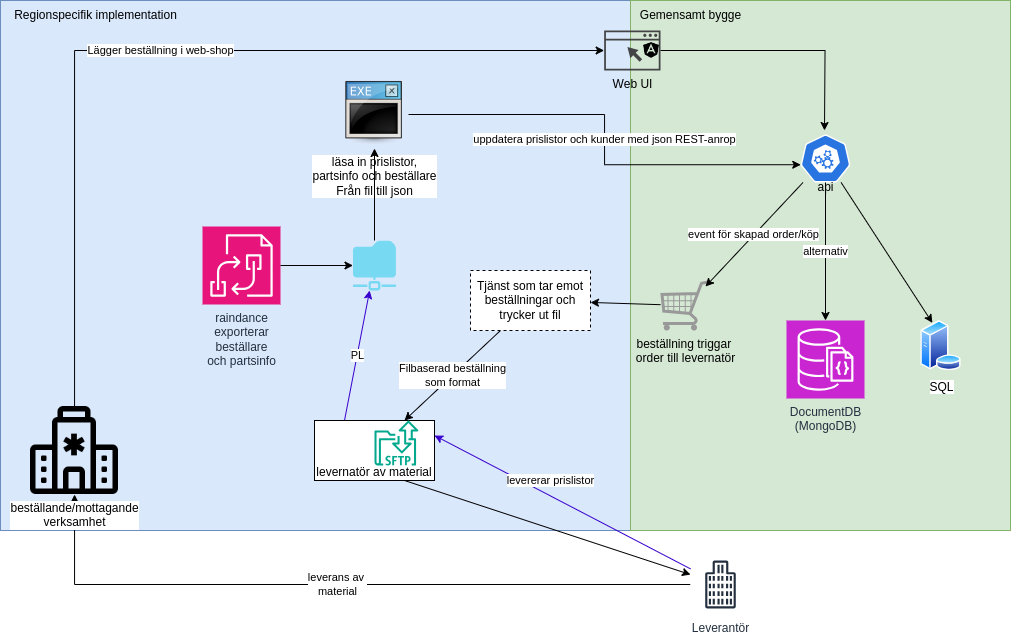 Regionspecifik implementation
Gemensamt bygge
Lägger beställning i web-shop
Web UI
EXE
uppdatera prislistor och kunder med json REST-anrop
läsa in prislistor,
partsinfo och beställare
Från fil till json
api
event för skapad order/köp
alternativ
Tjänst som tar emot
beställningar och
trycker ut fil
raindance
exporterar
beställare
och partsinfo
beställning triggar
order till levernatör
PL
Filbaserad beställning
som format
SQL
DocumentDB
(MongoDB)
SFTP
levernatör av material
levererar prislistor
beställande/mottagande
verksamhet
leverans av
material
Leverantör